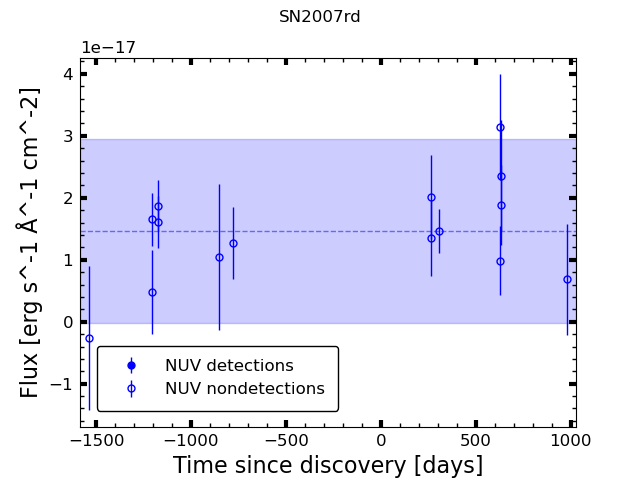 SN2007rd
1e−17
4
3
2
1
0
−1
Flux [erg s^-1 Å^-1 cm^-2]
NUV detections
NUV nondetections
−1500 −1000 −500 0 500 1000
Time since discovery [days]